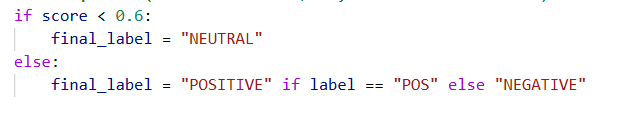 if score < 0.6:
    final_label = "NEUTRAL"
else:
    final_label = "POSITIVE" if label == "POS" else "NEGATIVE"